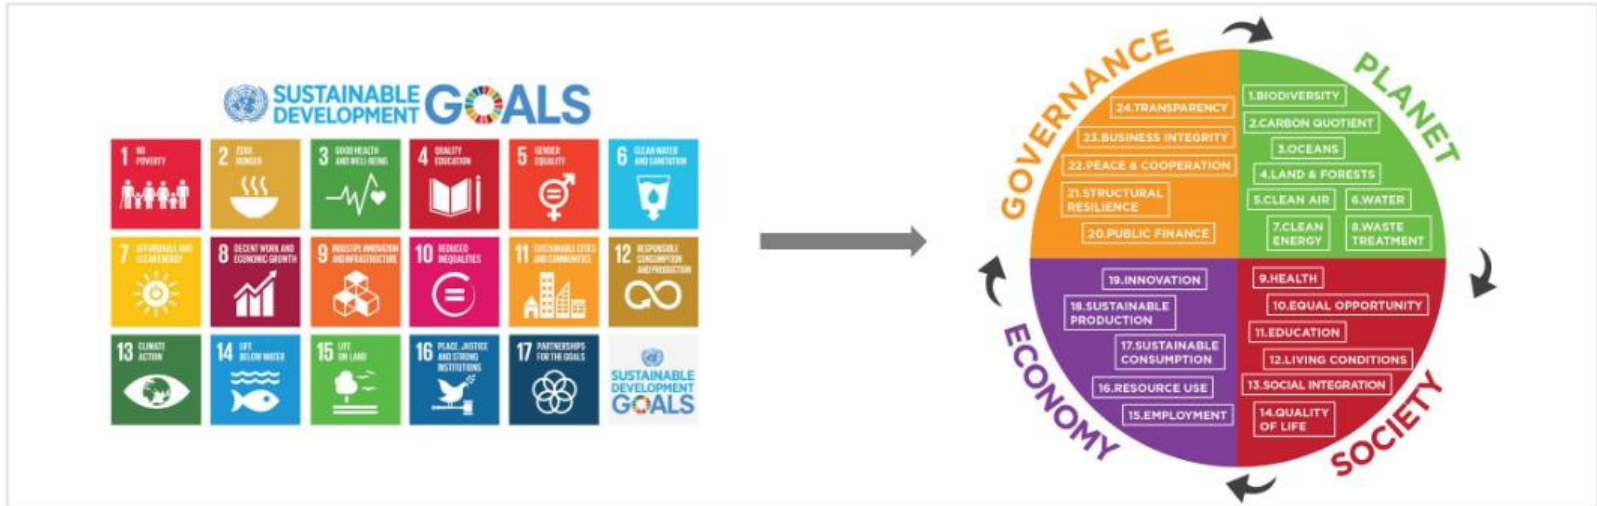 SUSTAINABLE
DEVELOPMENT
GOALS
1 NO
POVERTY
2 ZERO
HUNGER
3 GOOD HEALTH
AND WELL-BEING
4 QUALITY
EDUCATION
5 GENDER
EQUALITY
6 CLEAN WATER
AND SANITATION
7 AFFORDABLE AND
CLEAN ENERGY
8 DECENT WORK AND
ECONOMIC GROWTH
9 INDUSTRY, INNOVATION
AND INFRASTRUCTURE
10 REDUCED
INEQUALITIES
11 SUSTAINABLE CITIES
AND COMMUNITIES
12 RESPONSIBLE
CONSUMPTION
AND PRODUCTION
13 CLIMATE
ACTION
14 LIFE
BELOW WATER
15 LIFE
ON LAND
16 PEACE, JUSTICE
AND STRONG
INSTITUTIONS
17 PARTNERSHIPS
FOR THE GOALS
SUSTAINABLE
DEVELOPMENT
GOALS
GOVERNANCE
24.TRANSPARENCY
23.BUSINESS INTEGRITY
22.PEACE & COOPERATION
21.STRUCTURAL
RESILIENCE
20.PUBLIC FINANCE
PLANET
1.BIODIVERSITY
2.CARBON QUOTIENT
3.OCEANS
4.LAND & FORESTS
5.CLEAN AIR
6.WATER
7.CLEAN
ENERGY
8.WASTE
TREATMENT
ECONOMY
19.INNOVATION
18.SUSTAINABLE
PRODUCTION
17.SUSTAINABLE
CONSUMPTION
16.RESOURCE USE
15.EMPLOYMENT
SOCIETY
9.HEALTH
10.EQUAL OPPORTUNITY
11.EDUCATION
12.LIVING CONDITIONS
13.SOCIAL INTEGRATION
14.QUALITY
OF LIFE